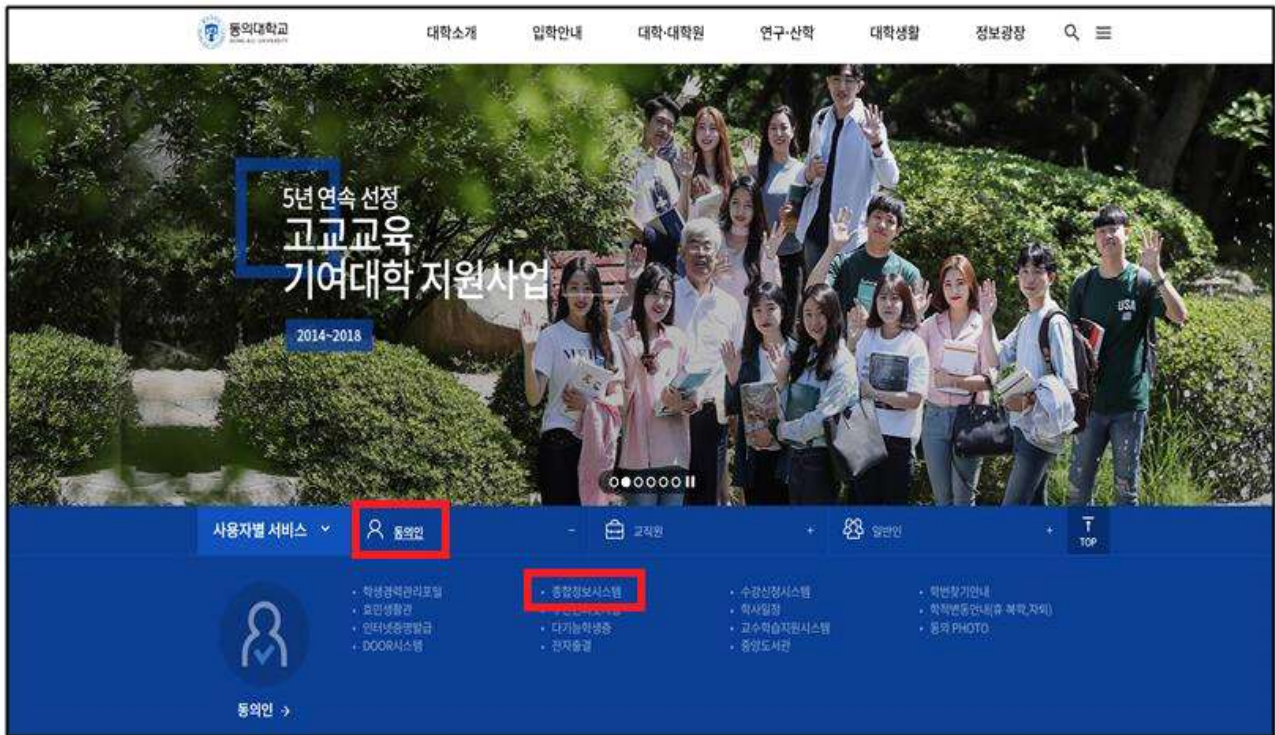 동의대학교
DONG-EUI UNIVERSITY
대학소개 입학안내 대학·대학원 연구·산학 대학생활 정보광장
5년 연속 선정
고교교육
기여대학 지원사업
2014~2018
USA
사용자별 서비스 동의인 - 교직원 + 일반인 + TOP
학생경력관리포털 종합정보시스템 수강신청시스템 학번찾기안내
효민생활관 학사일정 학적변동안내(휴·복학,자퇴)
인터넷증명발급 다기능학생증 교수학습지원시스템 동의 PHOTO
DOOR시스템 전자출결 중앙도서관
동의인 →